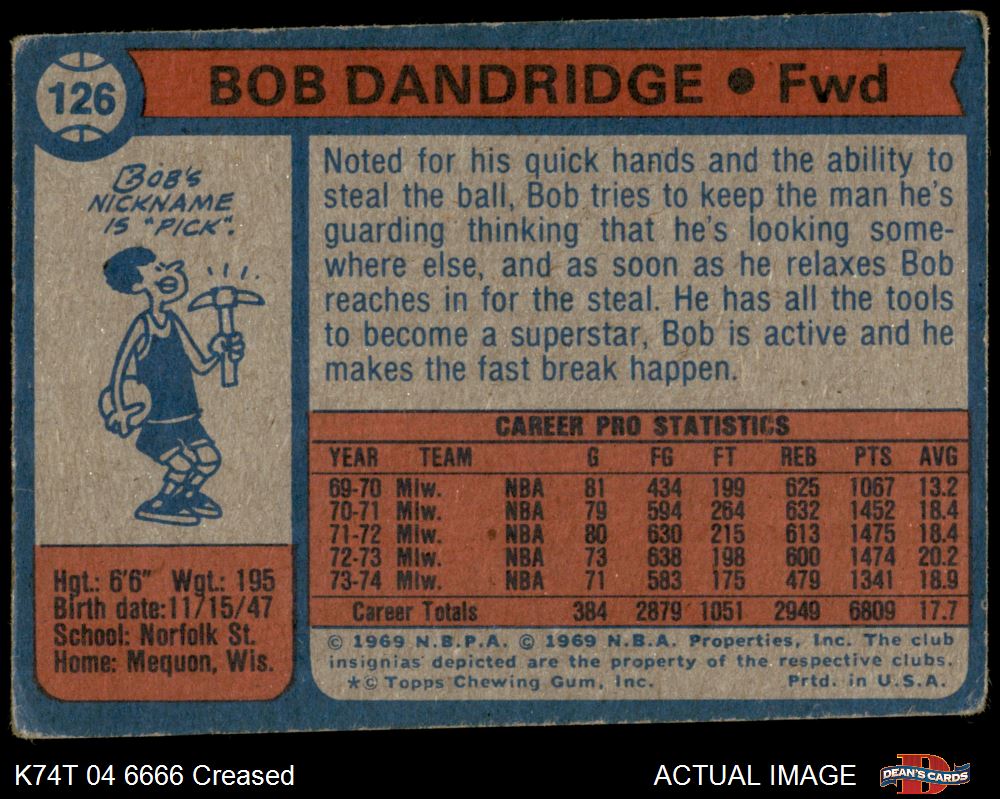 126
BOB DANDRIDGE • Fwd
BOB'S
NICKNAME
IS "PICK".
Noted for his quick hands and the ability to
steal the ball, Bob tries to keep the man he's
guarding thinking that he's looking some-
where else, and as soon as he relaxes Bob
reaches in for the steal. He has all the tools
to become a superstar, Bob is active and he
makes the fast break happen.
CAREER PRO STATISTICS
YEAR TEAM G FG FT REB PTS AVG
69-70 Mlw. NBA 81 434 199 625 1067 13.2
70-71 Mlw. NBA 79 594 264 632 1452 18.4
71-72 Mlw. NBA 80 630 215 613 1475 18.4
72-73 Mlw. NBA 73 638 198 600 1474 20.2
73-74 Mlw. NBA 71 583 175 479 1341 18.9
Career Totals 384 2879 1051 2949 6809 17.7
Hgt.: 6'6" Wgt.: 195
Birth date:11/15/47
School: Norfolk St.
Home: Mequon, Wis.
© 1969 N.B.P.A. © 1969 N.B.A. Properties, Inc. The club
insignias depicted are the property of the respective clubs.
*© Topps Chewing Gum, Inc. Prtd. in U.S.A.
K74T 04 6666 Creased
ACTUAL IMAGE
DEAN'S CARDS